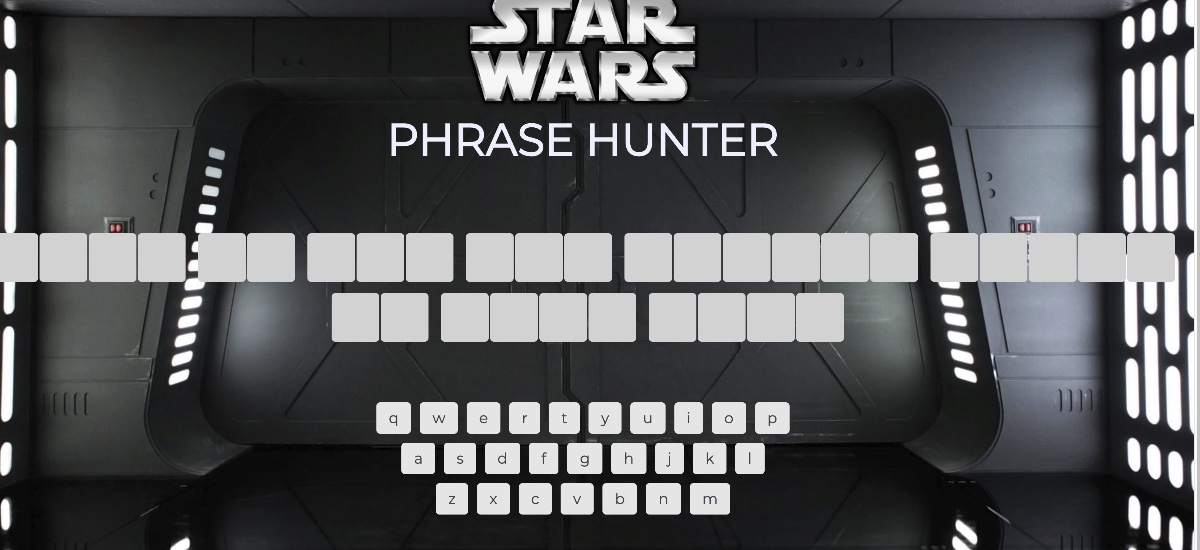 STAR
WARS
PHRASE HUNTER
q w e r t y u i o p
a s d f g h j k l
z x c v b n m